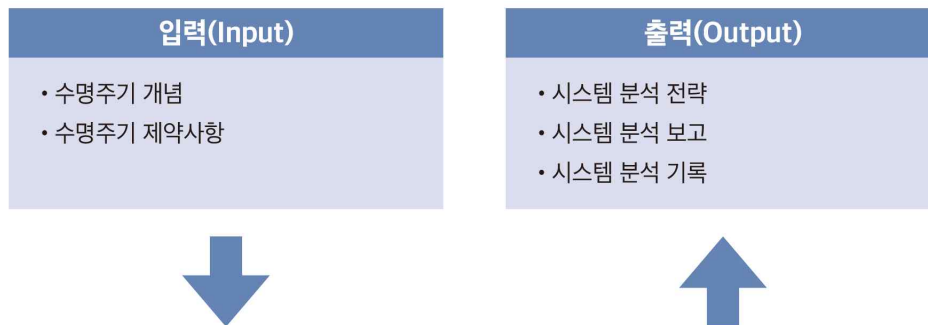 입력(Input)
• 수명주기 개념
• 수명주기 제약사항
출력(Output)
• 시스템 분석 전략
• 시스템 분석 보고
• 시스템 분석 기록